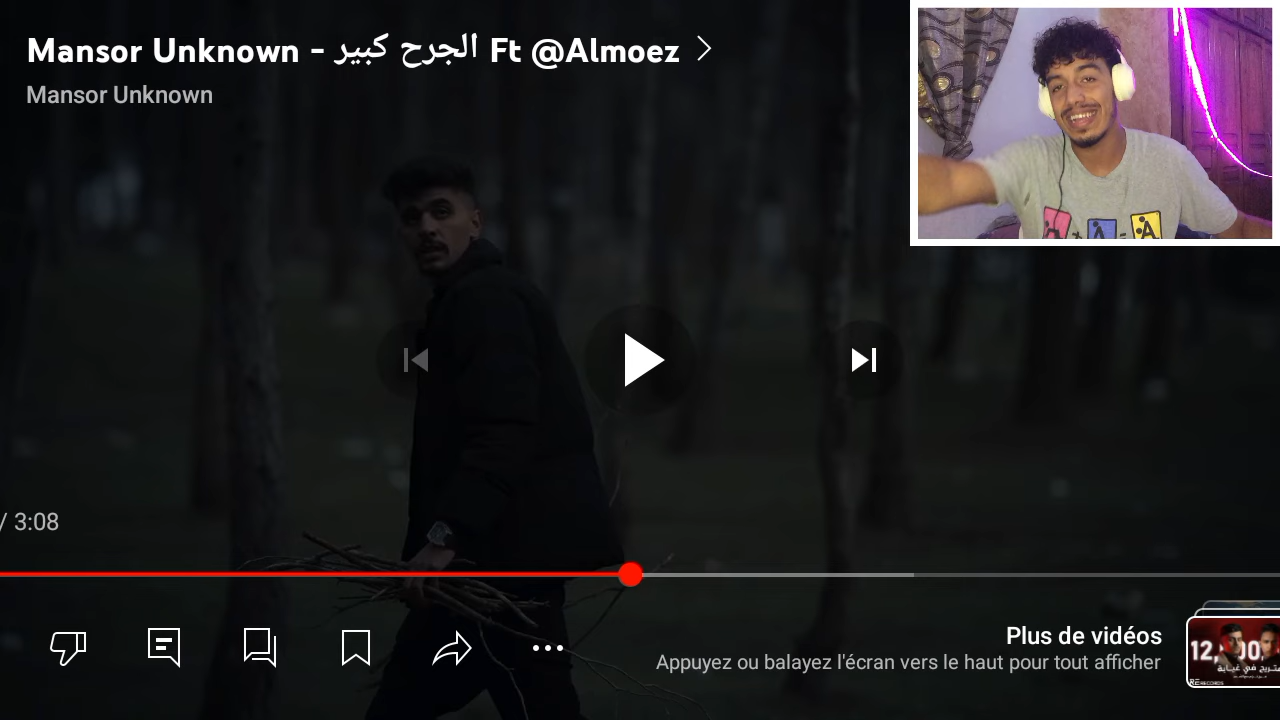 Mansor Unknown - الجرح كبير Ft @Almoez
Mansor Unknown
/ 3:08
Plus de vidéos
Appuyez ou balayez l'écran vers le haut pour tout afficher